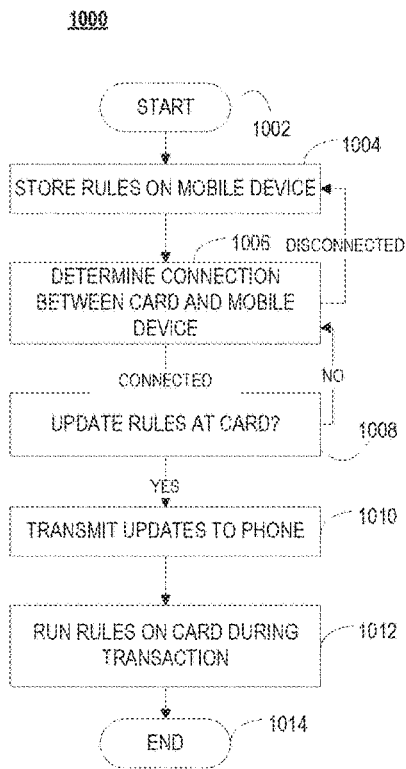 1000
START
1002
1004
STORE RULES ON MOBILE DEVICE
1006
DISCONNECTED
DETERMINE CONNECTION
BETWEEN CARD AND MOBILE
DEVICE
CONNECTED
NO
UPDATE RULES AT CARD?
1008
YES
TRANSMIT UPDATES TO PHONE
1010
RUN RULES ON CARD DURING
TRANSACTION
1012
END
1014